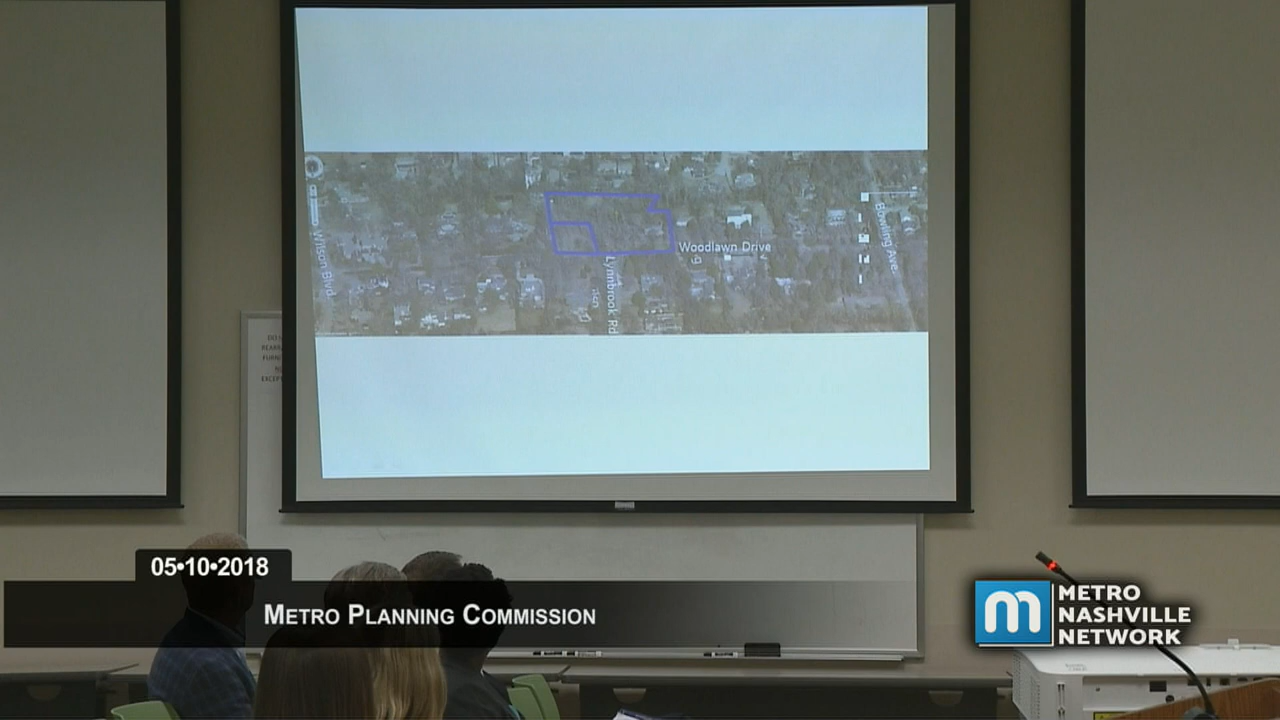 Wilson Blvd
Woodlawn Drive
Lynnbrook Rd
Bowling Ave
05•10•2018
METRO PLANNING COMMISSION
m METRO
NASHVILLE
NETWORK